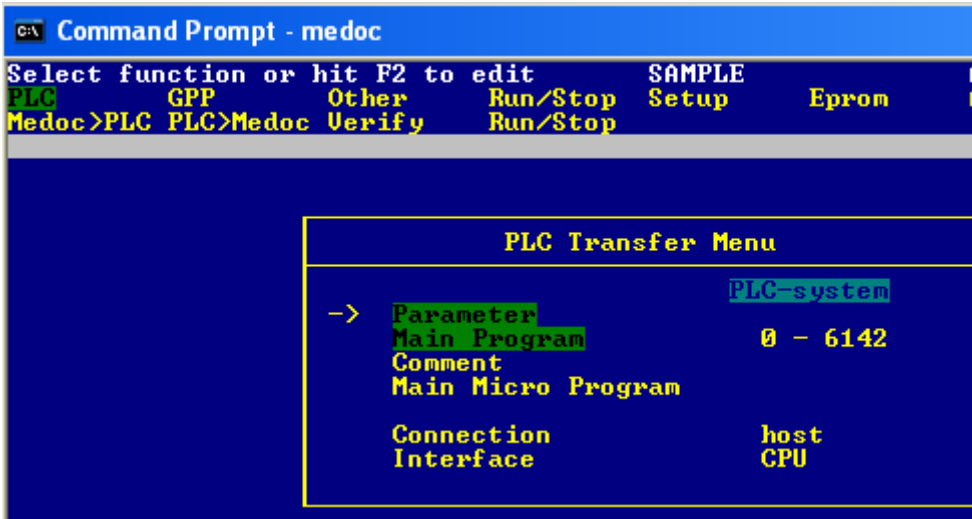 C:\ Command Prompt - medoc
Select function or hit F2 to edit SAMPLE
PLC GPP Other Run/Stop Setup Eprom
Medoc>PLC PLC>Medoc Verify Run/Stop
PLC Transfer Menu
PLC-system
-> Parameter
Main Program 0 - 6142
Comment
Main Micro Program
Connection host
Interface CPU